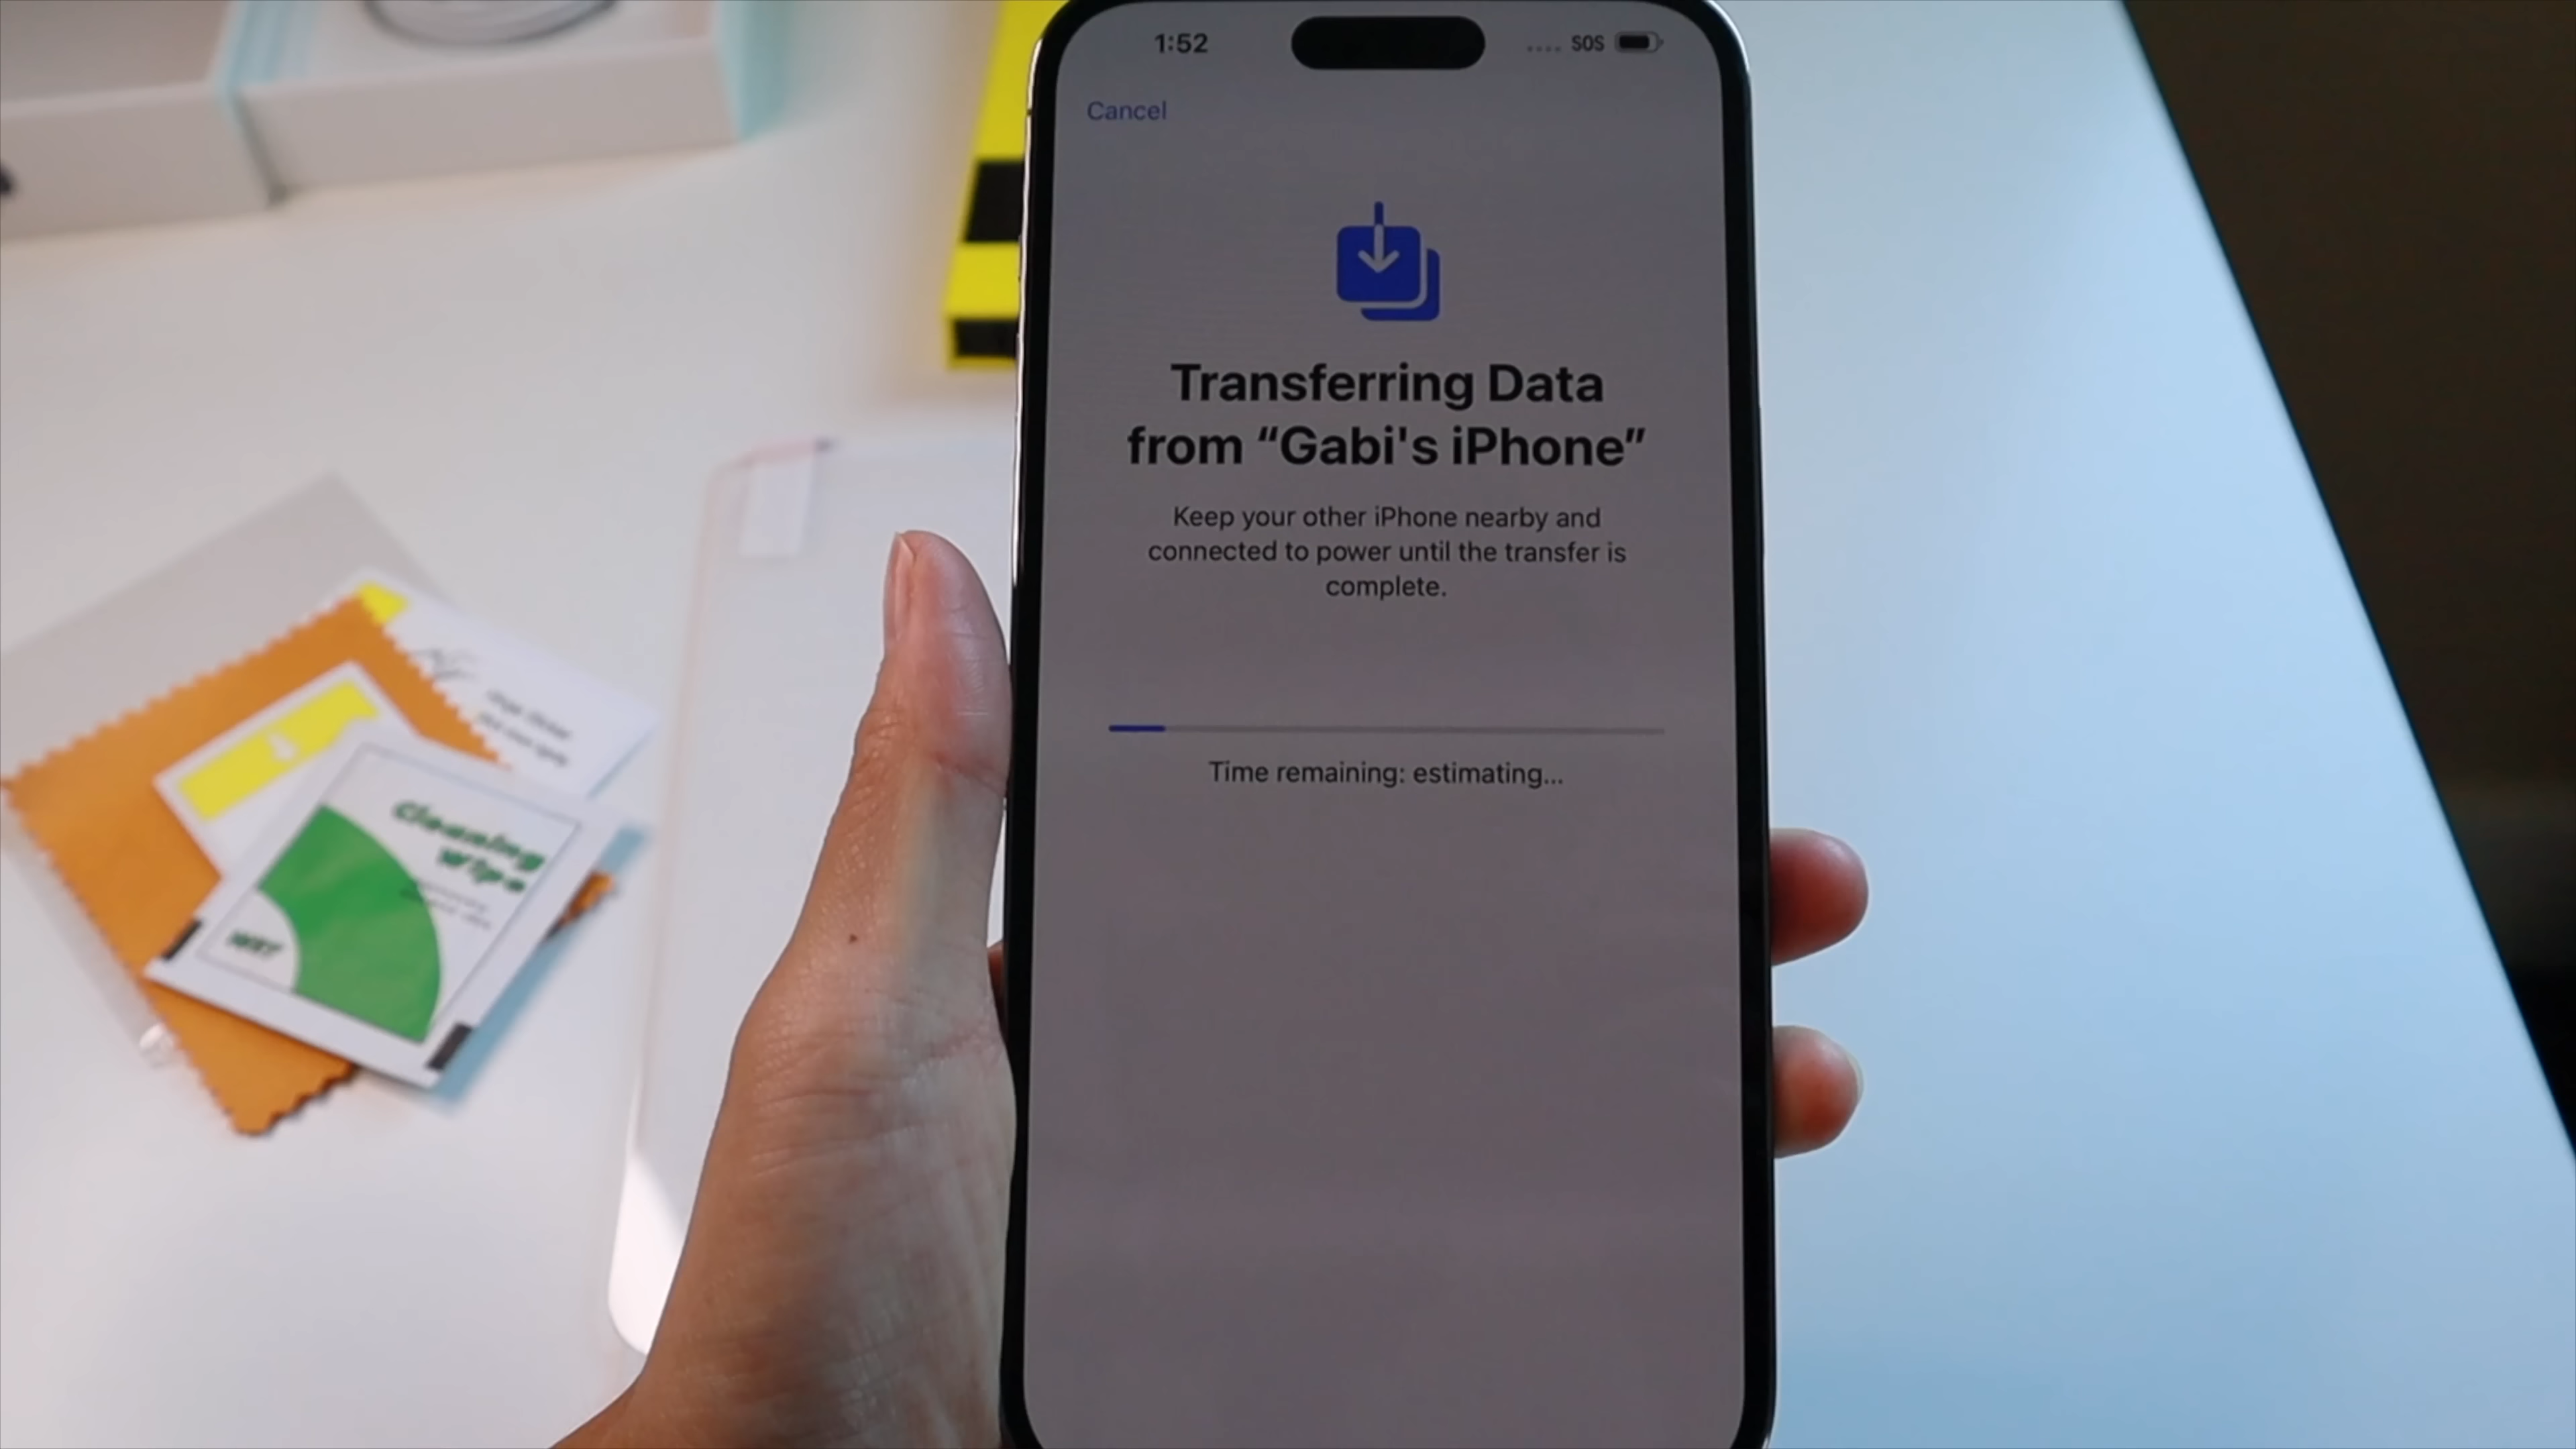 1:52
SOS
Cancel
Transferring Data
from “Gabi's iPhone”
Keep your other iPhone nearby and
connected to power until the transfer is
complete.
Time remaining: estimating...
Cleaning
Wipe
WET